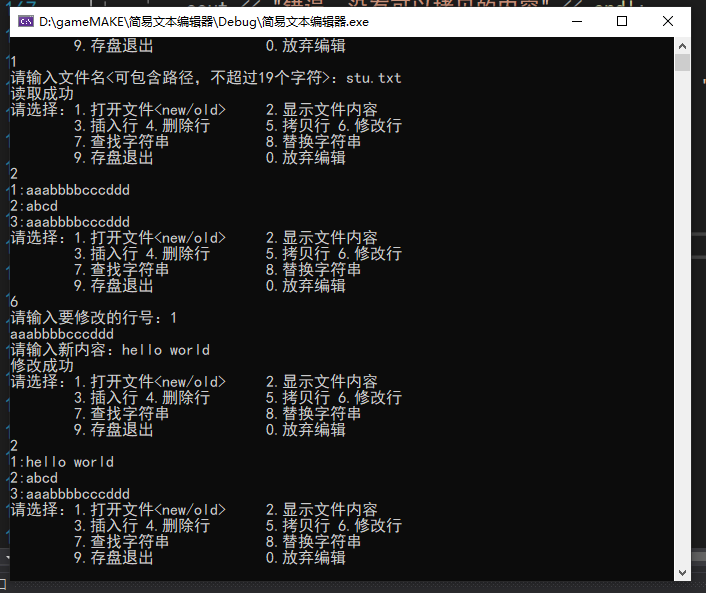 167
cout << "错误，没有可以拷贝的内容" << endl;
D:\gameMAKE\简易文本编辑器\Debug\简易文本编辑器.exe
9.存盘退出 0.放弃编辑
1
请输入文件名<可包含路径，不超过19个字符>：stu.txt
读取成功
请选择：1.打开文件<new/old> 2.显示文件内容
3.插入行 4.删除行 5.拷贝行 6.修改行
7.查找字符串 8.替换字符串
9.存盘退出 0.放弃编辑
2
1:aaabbbbcccddd
2:abcd
3:aaabbbbcccddd
请选择：1.打开文件<new/old> 2.显示文件内容
3.插入行 4.删除行 5.拷贝行 6.修改行
7.查找字符串 8.替换字符串
9.存盘退出 0.放弃编辑
6
请输入要修改的行号：1
aaabbbbcccddd
请输入新内容：hello world
修改成功
请选择：1.打开文件<new/old> 2.显示文件内容
3.插入行 4.删除行 5.拷贝行 6.修改行
7.查找字符串 8.替换字符串
9.存盘退出 0.放弃编辑
2
1:hello world
2:abcd
3:aaabbbbcccddd
请选择：1.打开文件<new/old> 2.显示文件内容
3.插入行 4.删除行 5.拷贝行 6.修改行
7.查找字符串 8.替换字符串
9.存盘退出 0.放弃编辑